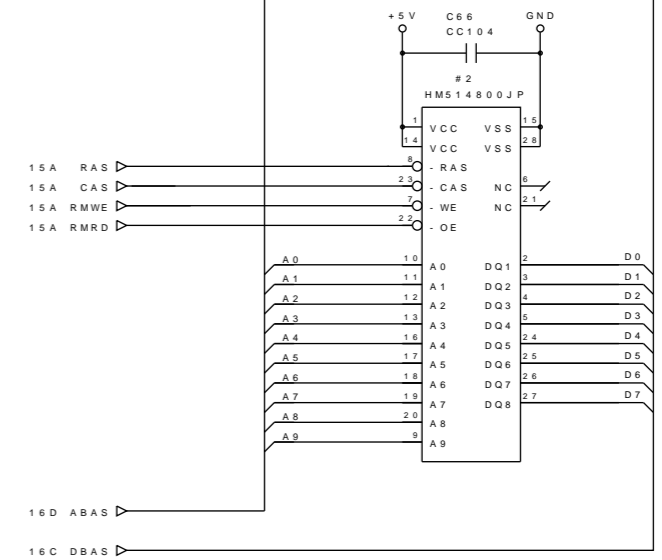 +5V C66 GND
CC104
#2
HM514800JP
1 VCC VSS 15
14 VCC VSS 28
15A RAS 8 -RAS
15A CAS 23 -CAS NC 6
15A RMWE 7 -WE NC 21
15A RMRD 22 -OE
A0 10 A0 DQ1 2 D0
A1 11 A1 DQ2 3 D1
A2 12 A2 DQ3 4 D2
A3 13 A3 DQ4 5 D3
A4 16 A4 DQ5 24 D4
A5 17 A5 DQ6 25 D5
A6 18 A6 DQ7 26 D6
A7 19 A7 DQ8 27 D7
A8 20 A8
A9 9 A9
16D ABAS
16C DBAS